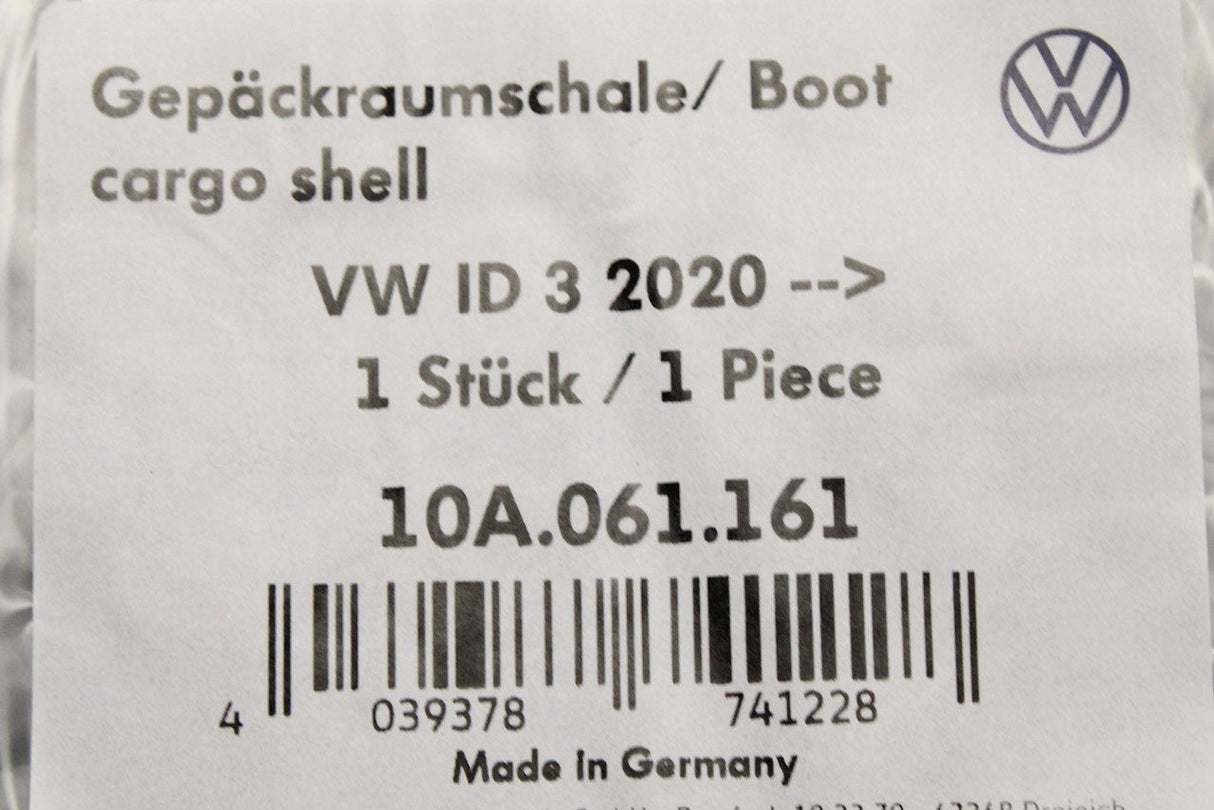 Gepäckraumschale/ Boot
cargo shell
VW ID 3 2020 -->
1 Stück / 1 Piece
10A.061.161
4 039378 741228
Made in Germany